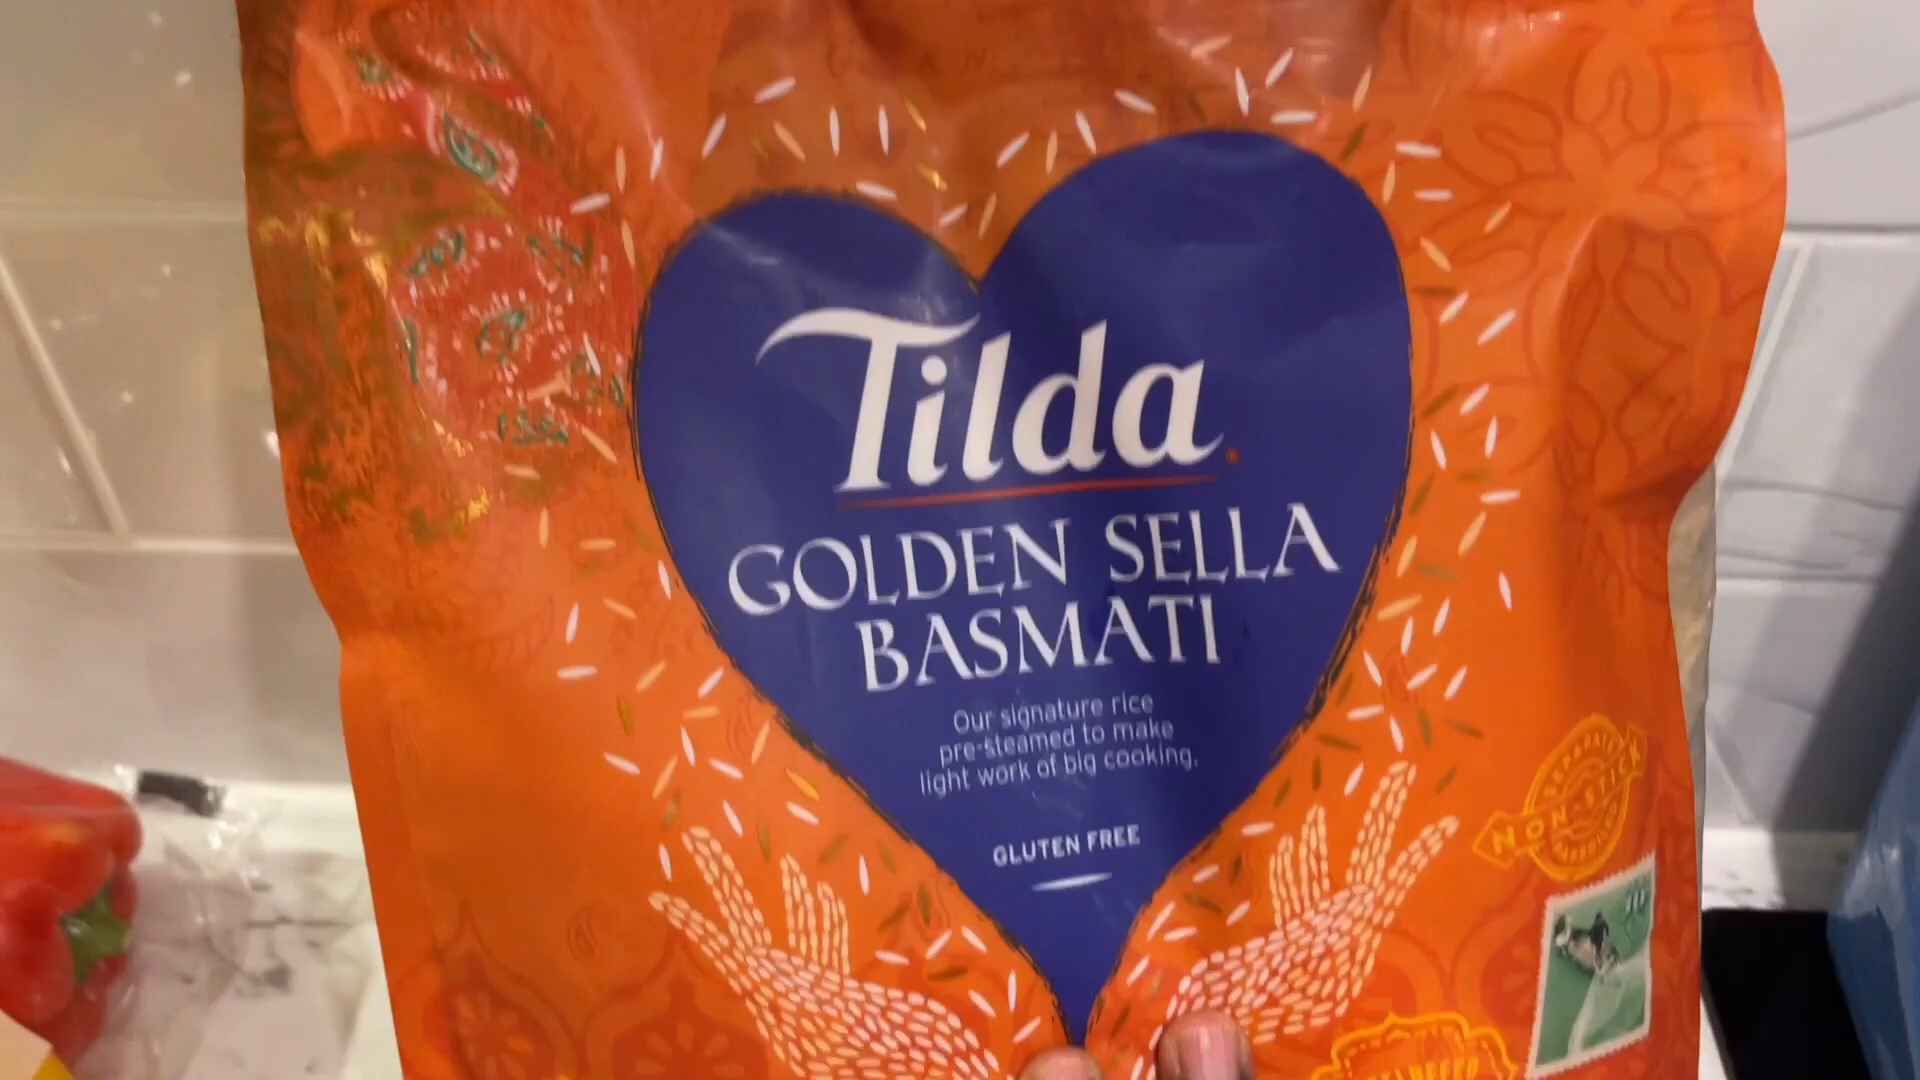 Tilda
GOLDEN SELLA
BASMATI
Our signature rice
pre-steamed to make
light work of big cooking.
GLUTEN FREE
SEPARATE
NON-STICK